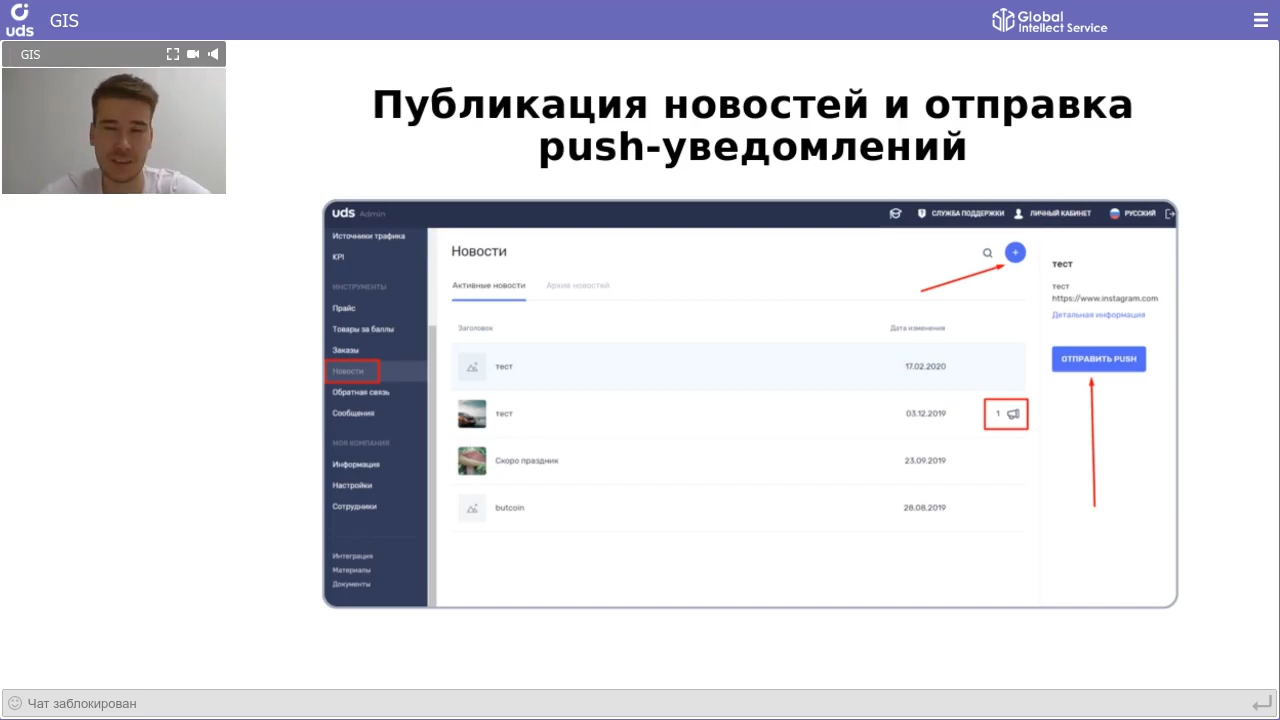 uds
GIS
Global
Intellect Service
GIS
Публикация новостей и отправка
push-уведомлений
uds Admin
СЛУЖБА ПОДДЕРЖКИ
ЛИЧНЫЙ КАБИНЕТ
РУССКИЙ
Источники трафика
KPI
ИНСТРУМЕНТЫ
Прайс
Товары за баллы
Заказы
Новости
Обратная связь
Сообщения
МОЯ КОМПАНИЯ
Информация
Настройки
Сотрудники
Интеграция
Материалы
Документы
Новости
Активные новости
Архив новостей
Заголовок
Дата изменения
тест
17.02.2020
тест
03.12.2019
1
Скоро праздник
23.09.2019
butcoin
28.08.2019
тест
тест
https://www.instagram.com
Детальная информация
ОТПРАВИТЬ PUSH
Чат заблокирован